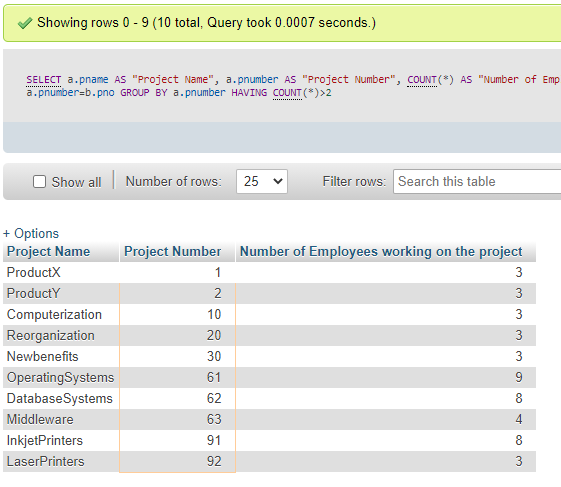 Showing rows 0 - 9 (10 total, Query took 0.0007 seconds.)
SELECT a.pname AS "Project Name", a.pnumber AS "Project Number", COUNT(*) AS "Number of Emp
a.pnumber=b.pno GROUP BY a.pnumber HAVING COUNT(*)>2
Show all Number of rows: 25 Filter rows: Search this table
+ Options
Project Name Project Number Number of Employees working on the project
ProductX 1 3
ProductY 2 3
Computerization 10 3
Reorganization 20 3
Newbenefits 30 3
OperatingSystems 61 9
DatabaseSystems 62 8
Middleware 63 4
InkjetPrinters 91 8
LaserPrinters 92 3